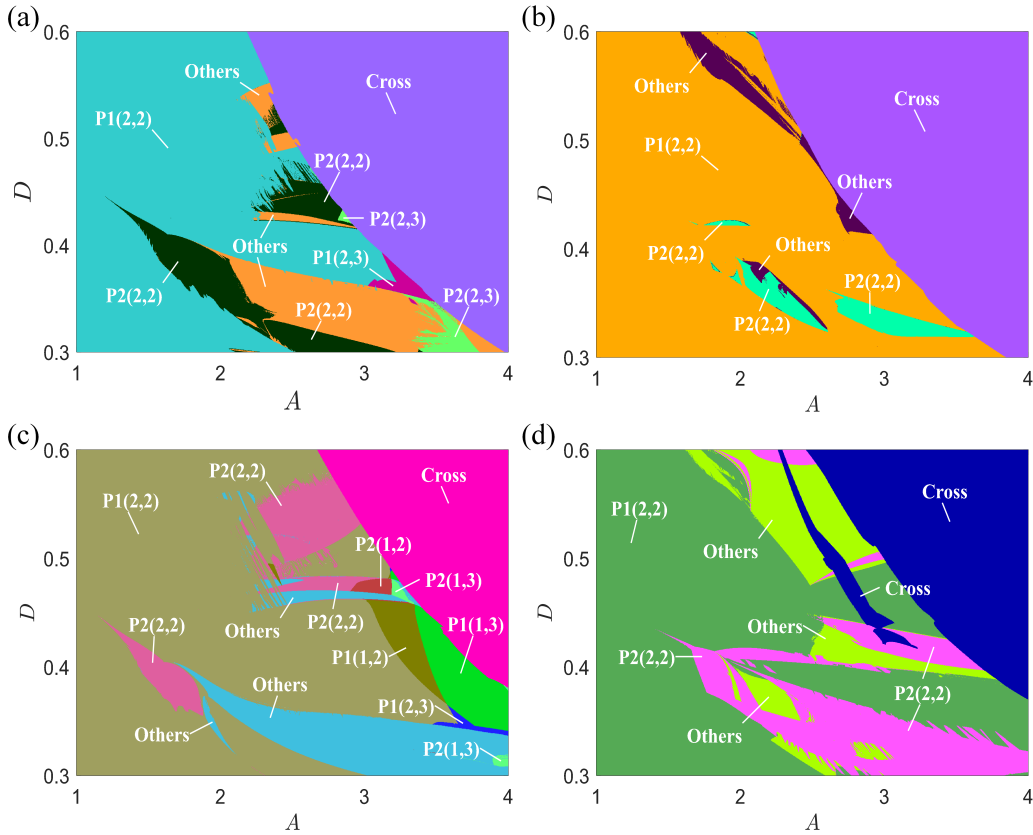 (a)
0.6
0.5
0.4
0.3
D
1
2
3
4
A
Others
Cross
P1(2,2)
P2(2,2)
P2(2,3)
Others
P1(2,3)
P2(2,2)
P2(2,2)
P2(2,3)
(b)
0.6
0.5
0.4
0.3
D
1
2
3
4
A
Others
Cross
P1(2,2)
Others
P2(2,2)
Others
P2(2,2)
P2(2,2)
(c)
0.6
0.5
0.4
0.3
D
1
2
3
4
A
P2(2,2)
Cross
P1(2,2)
P2(1,2)
P2(1,3)
P2(2,2)
Others
P2(2,2)
P1(1,3)
P1(1,2)
Others
P1(2,3)
Others
P2(1,3)
(d)
0.6
0.5
0.4
0.3
D
1
2
3
4
A
Cross
P1(2,2)
Others
Cross
Others
P2(2,2)
P2(2,2)
Others